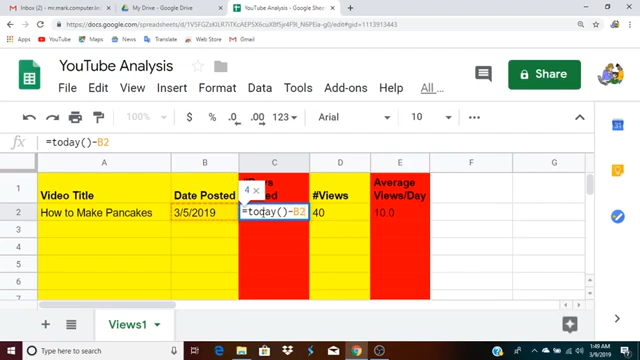 Inbox (0) - mr.mark.computer.ins
My Drive - Google Drive
YouTube Analysis - Google Sheet
https://docs.google.com/spreadsheets/d/
edit#gid=1113913443
Apps
News
Translate
Web Store
YouTube
Maps
Gmail
YouTube Analysis
File Edit View Insert Format Data Tools Add-ons Help All ...
Share
100% $ % .0 .00 123 Arial 10
fx =today()-B2
A B C D E F G
1 Video Title Date Posted #Views Average Views/Day
4 ×
2 How to Make Pancakes 3/5/2019 =today()-B2 40 10.0
3
4
5
6
7
Views1
Type here to search
1:49 AM
3/9/2019